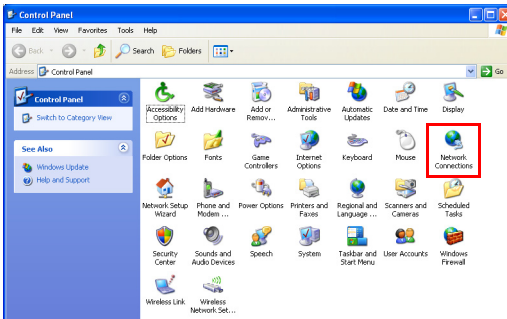 Control Panel
File Edit View Favorites Tools Help
Back Search Folders
Address Control Panel Go
Control Panel
Switch to Category View
See Also
Windows Update
Help and Support
Accessibility Options
Add Hardware
Add or Remov...
Administrative Tools
Automatic Updates
Date and Time
Display
Folder Options
Fonts
Game Controllers
Internet Options
Keyboard
Mouse
Network Connections
Network Setup Wizard
Phone and Modem ...
Power Options
Printers and Faxes
Regional and Language ...
Scanners and Cameras
Scheduled Tasks
Security Center
Sounds and Audio Devices
Speech
System
Taskbar and Start Menu
User Accounts
Windows Firewall
Wireless Link
Wireless Network Set...